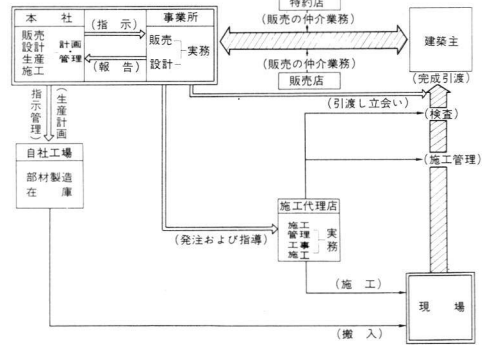 特約店
本社
(指示)
事業所
(販売の仲介業務)
販売
設計
生産
施工
計画・管理
販売
設計
実務
(報告)
建築主
(販売の仲介業務)
販売店
(完成引渡)
(引渡し立会い)
(生産計画)
指示管理
(検査)
自社工場
部材製造
在庫
(施工管理)
施工代理店
施工
管理
工事
施工
実務
(発注および指導)
(施工)
現場
(搬入)